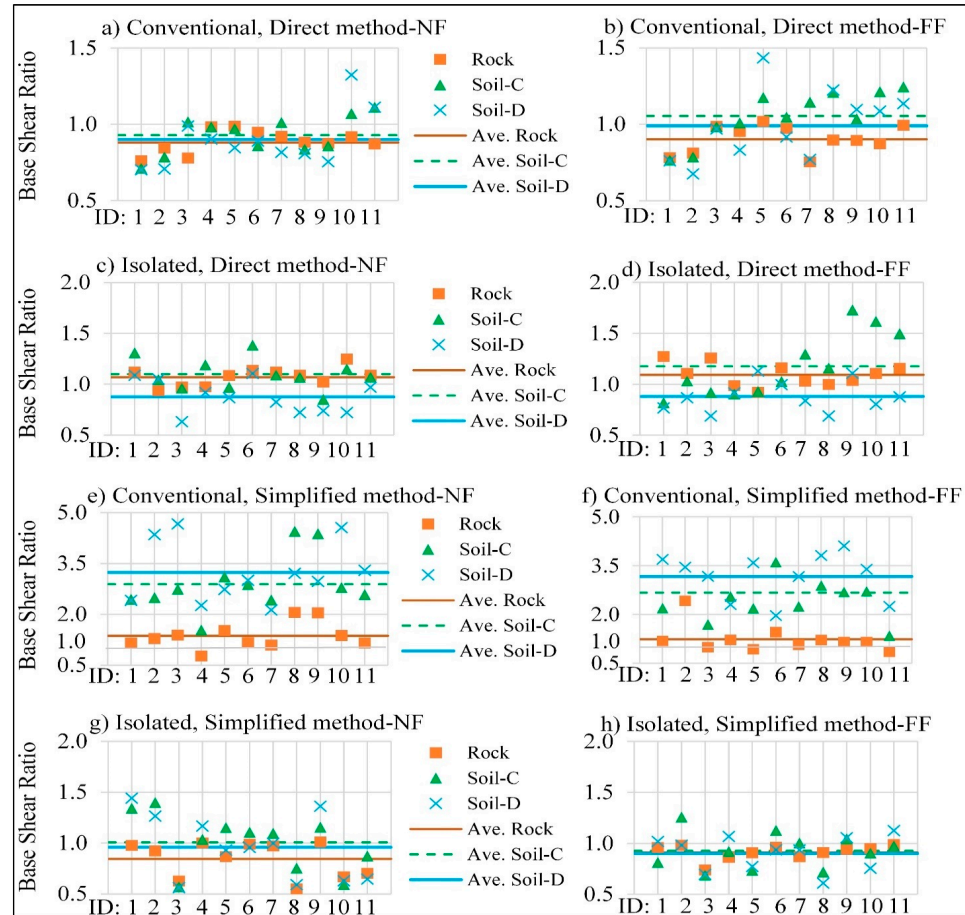 a) Conventional, Direct method-NF
Base Shear Ratio
1.5
1.0
0.5
ID: 1 2 3 4 5 6 7 8 9 10 11
Rock
Soil-C
Soil-D
Ave. Rock
Ave. Soil-C
Ave. Soil-D
b) Conventional, Direct method-FF
1.5
1.0
0.5
ID: 1 2 3 4 5 6 7 8 9 10 11
c) Isolated, Direct method-NF
Base Shear Ratio
2.0
1.5
1.0
0.5
ID: 1 2 3 4 5 6 7 8 9 10 11
Rock
Soil-C
Soil-D
Ave. Rock
Ave. Soil-C
Ave. Soil-D
d) Isolated, Direct method-FF
2.0
1.5
1.0
0.5
ID: 1 2 3 4 5 6 7 8 9 10 11
e) Conventional, Simplified method-NF
Base Shear Ratio
5.0
3.5
2.0
1.0
0.5
ID: 1 2 3 4 5 6 7 8 9 10 11
Rock
Soil-C
Soil-D
Ave. Rock
Ave. Soil-C
Ave. Soil-D
f) Conventional, Simplified method-FF
5.0
3.5
2.0
1.0
0.5
ID: 1 2 3 4 5 6 7 8 9 10 11
g) Isolated, Simplified method-NF
Base Shear Ratio
2.0
1.5
1.0
0.5
ID: 1 2 3 4 5 6 7 8 9 10 11
Rock
Soil-C
Soil-D
Ave. Rock
Ave. Soil-C
Ave. Soil-D
h) Isolated, Simplified method-FF
2.0
1.5
1.0
0.5
ID: 1 2 3 4 5 6 7 8 9 10 11